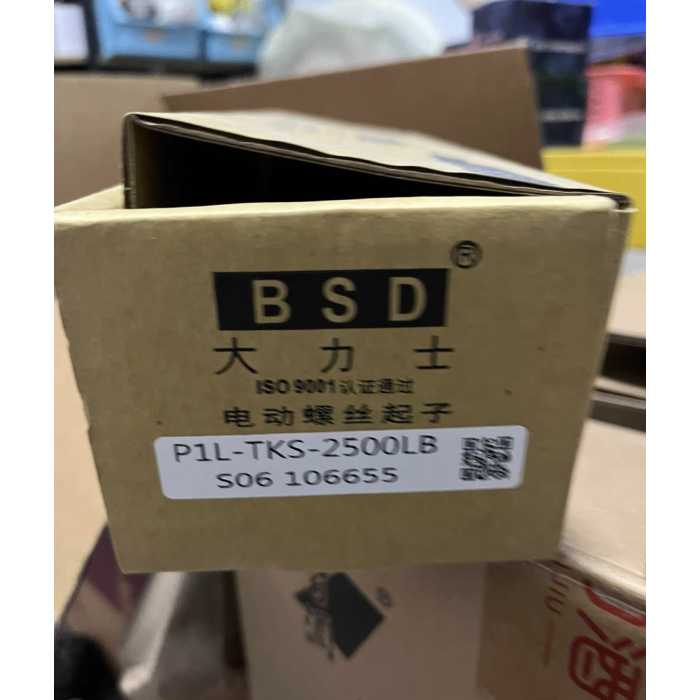 BSD®
大力士
ISO 9001认证通过
电动螺丝起子
P1L-TKS-2500LB
S06 106655